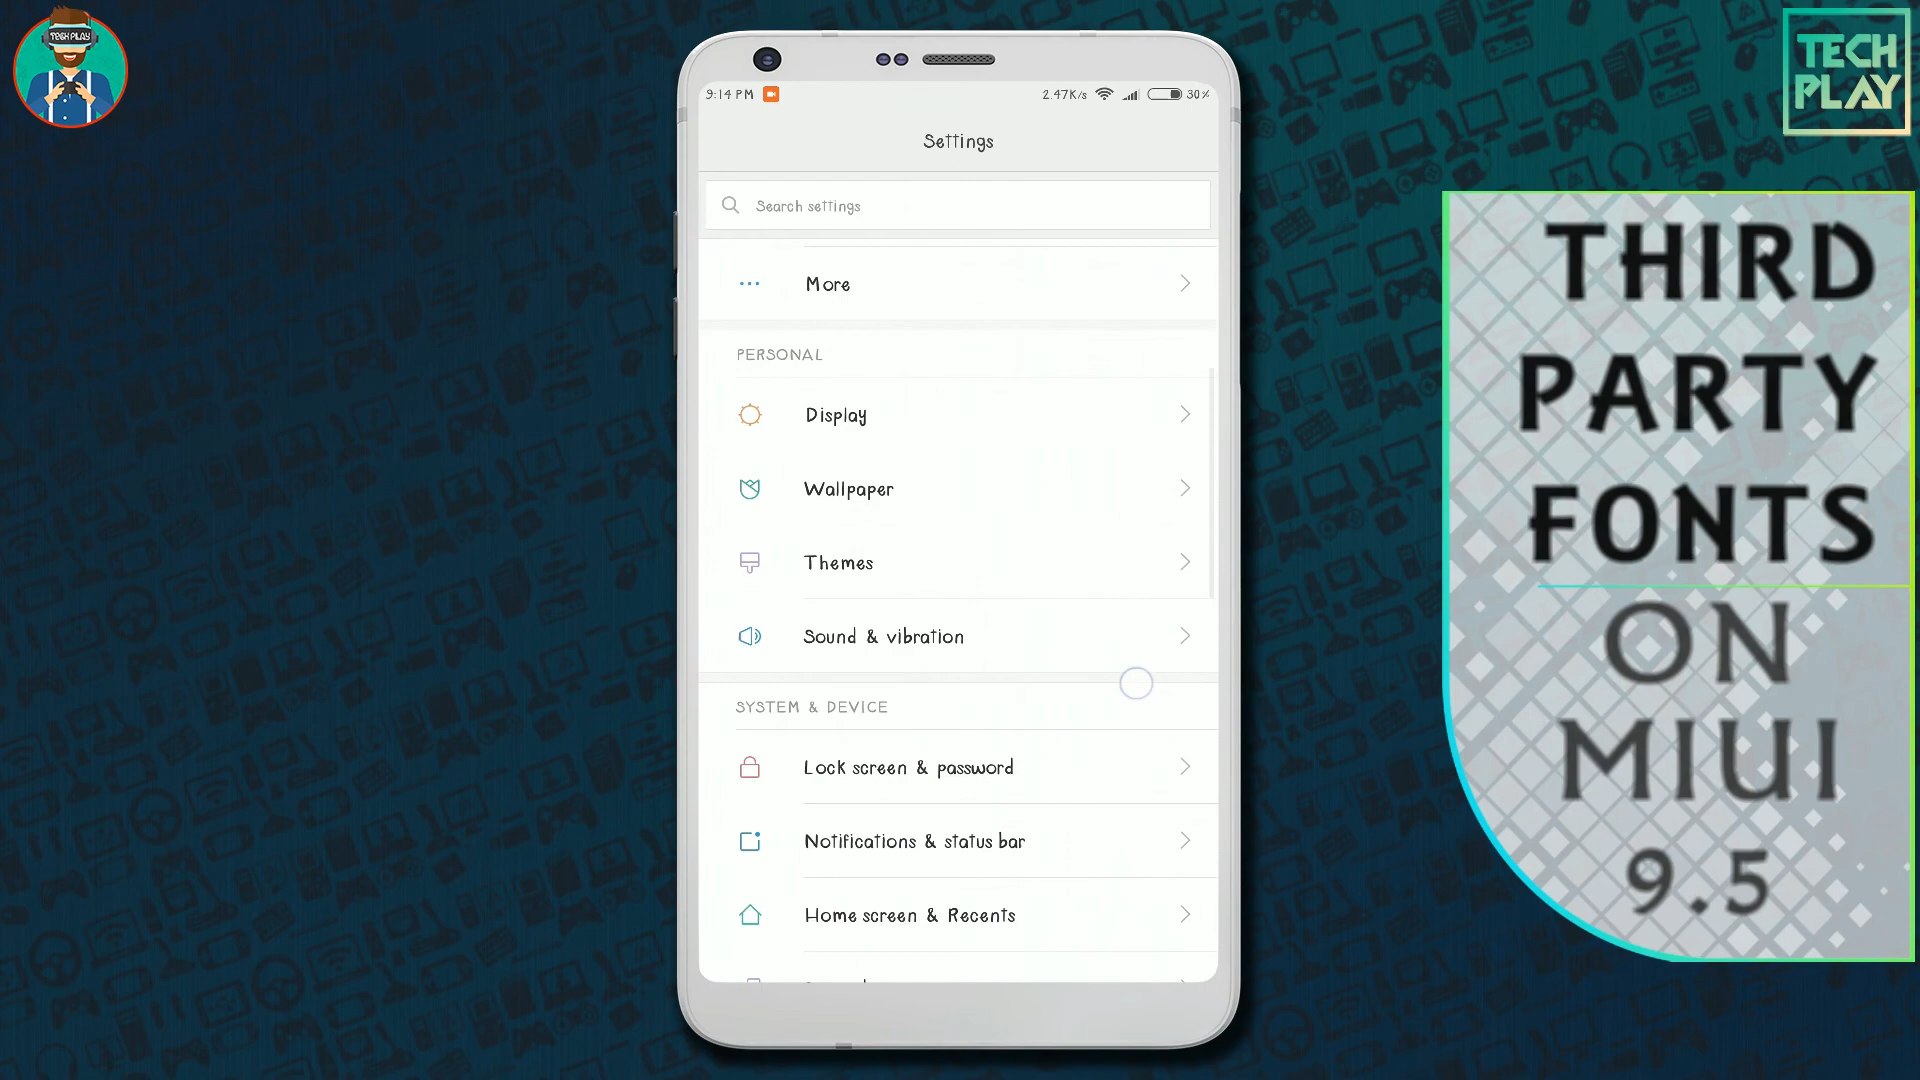 TECH PLAY
TECH
PLAY
9:14 PM
2.47K/s
30%
Settings
Search settings
More
PERSONAL
Display
Wallpaper
Themes
Sound & vibration
SYSTEM & DEVICE
Lock screen & password
Notifications & status bar
Home screen & Recents
THIRD
PARTY
FONTS
ON
MIUI
9.5